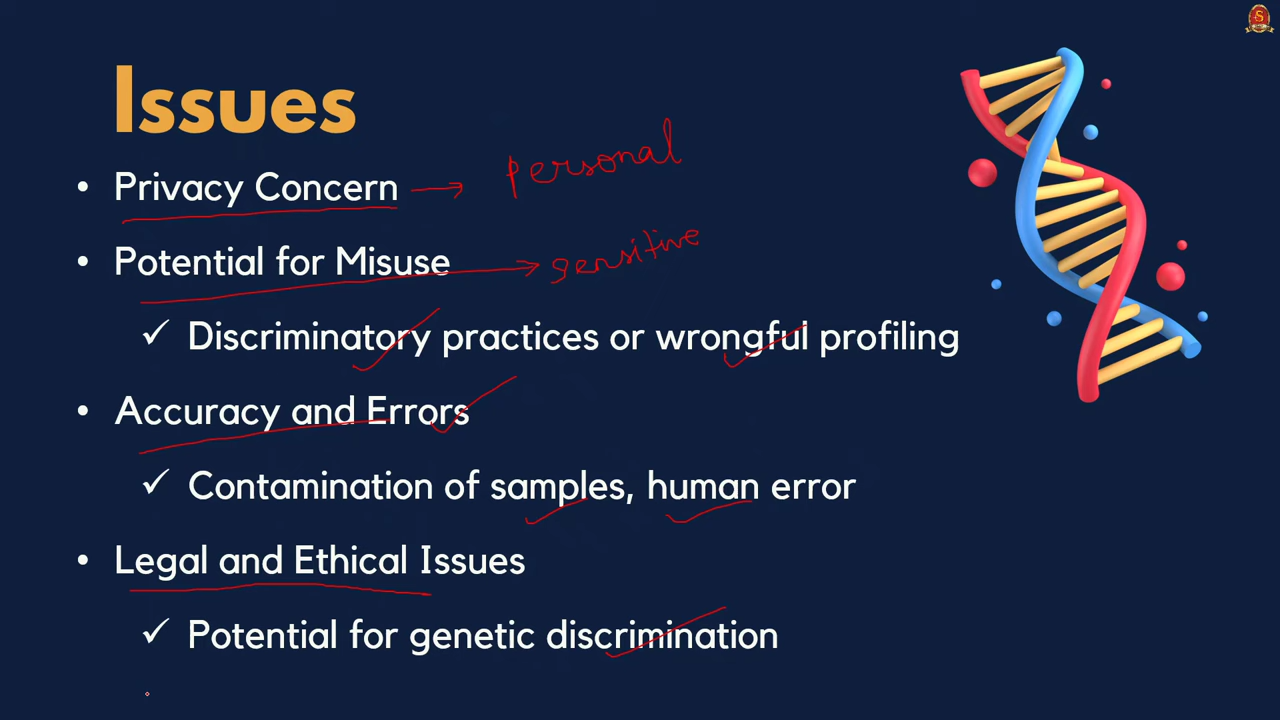 Issues
• Privacy Concern → personal
• Potential for Misuse → sensitive
✓ Discriminatory practices or wrongful profiling
• Accuracy and Errors
✓ Contamination of samples, human error
• Legal and Ethical Issues
✓ Potential for genetic discrimination